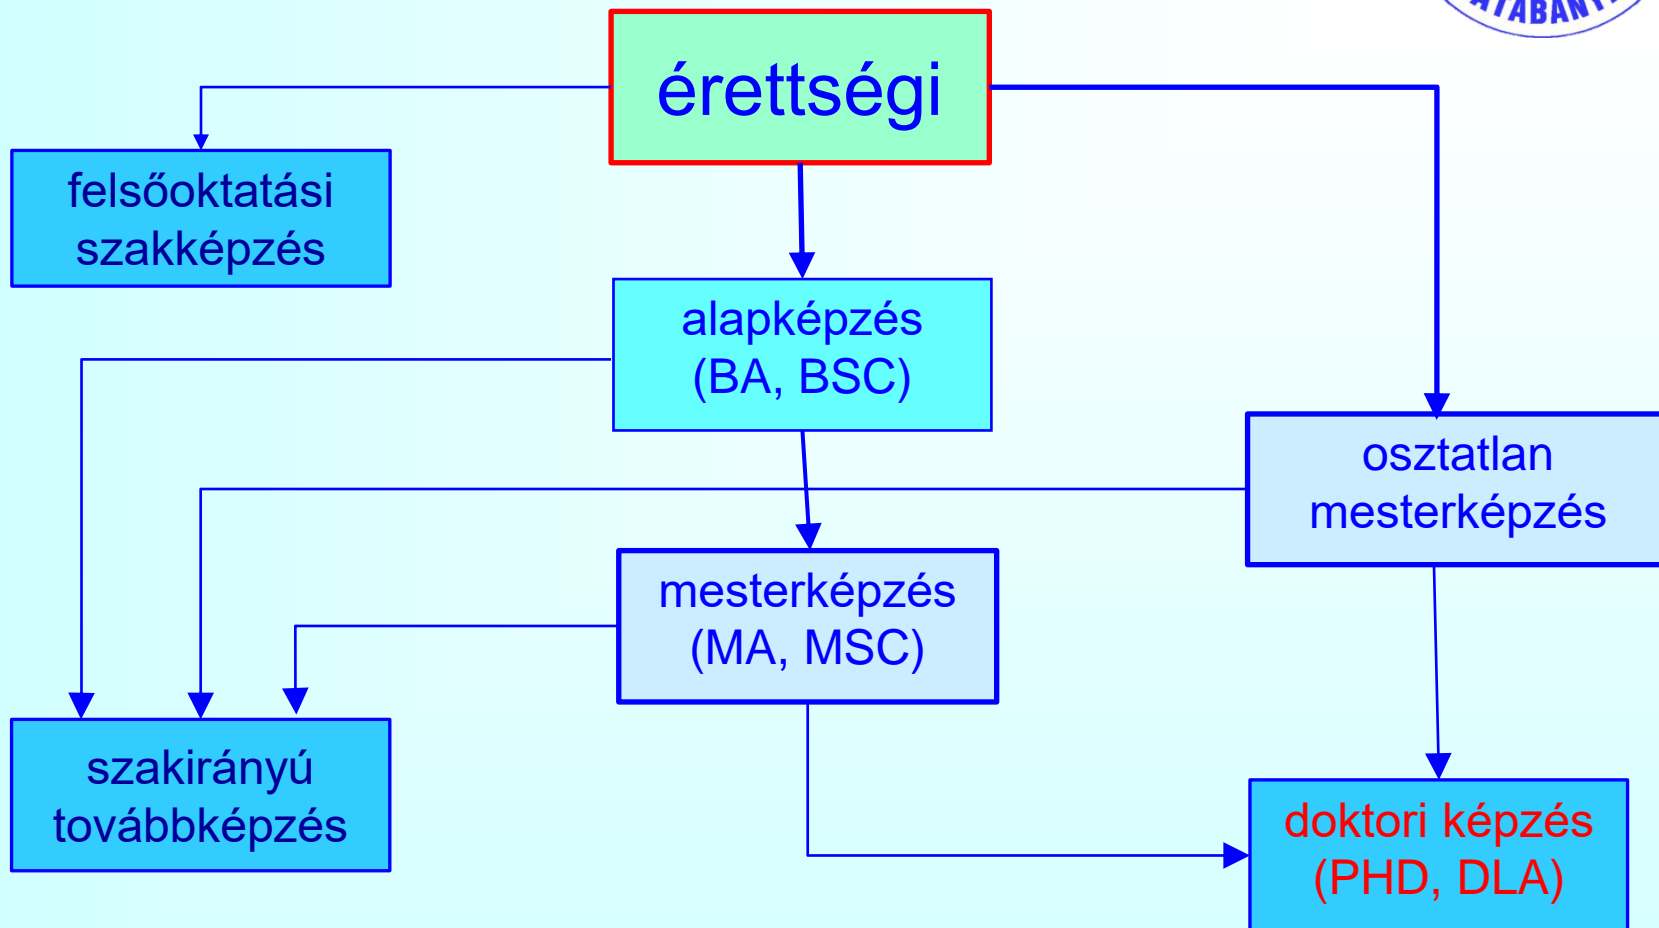 érettségi
felsőoktatási
szakképzés
alapképzés
(BA, BSC)
osztatlan
mesterképzés
mesterképzés
(MA, MSC)
szakirányú
továbbképzés
doktori képzés
(PHD, DLA)